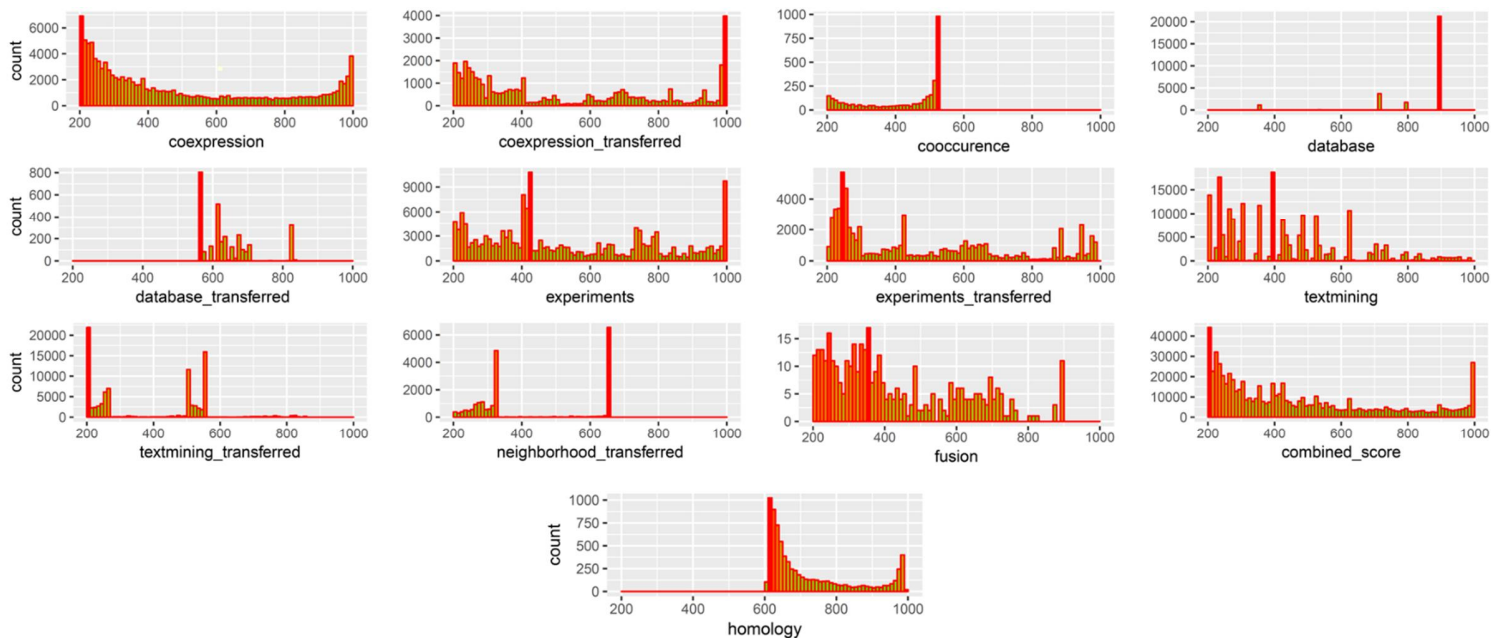 count
6000
4000
2000
0
200 400 600 800 1000
coexpression
4000
3000
2000
1000
0
200 400 600 800 1000
coexpression_transferred
1000
750
500
250
0
200 400 600 800 1000
cooccurence
20000
15000
10000
5000
0
200 400 600 800 1000
database
count
800
600
400
200
0
200 400 600 800 1000
database_transferred
9000
6000
3000
0
200 400 600 800 1000
experiments
4000
2000
0
200 400 600 800 1000
experiments_transferred
15000
10000
5000
0
200 400 600 800 1000
textmining
count
20000
15000
10000
5000
0
200 400 600 800 1000
textmining_transferred
6000
4000
2000
0
200 400 600 800 1000
neighborhood_transferred
15
10
5
0
200 400 600 800 1000
fusion
40000
30000
20000
10000
0
200 400 600 800 1000
combined_score
count
1000
750
500
250
0
200 400 600 800 1000
homology